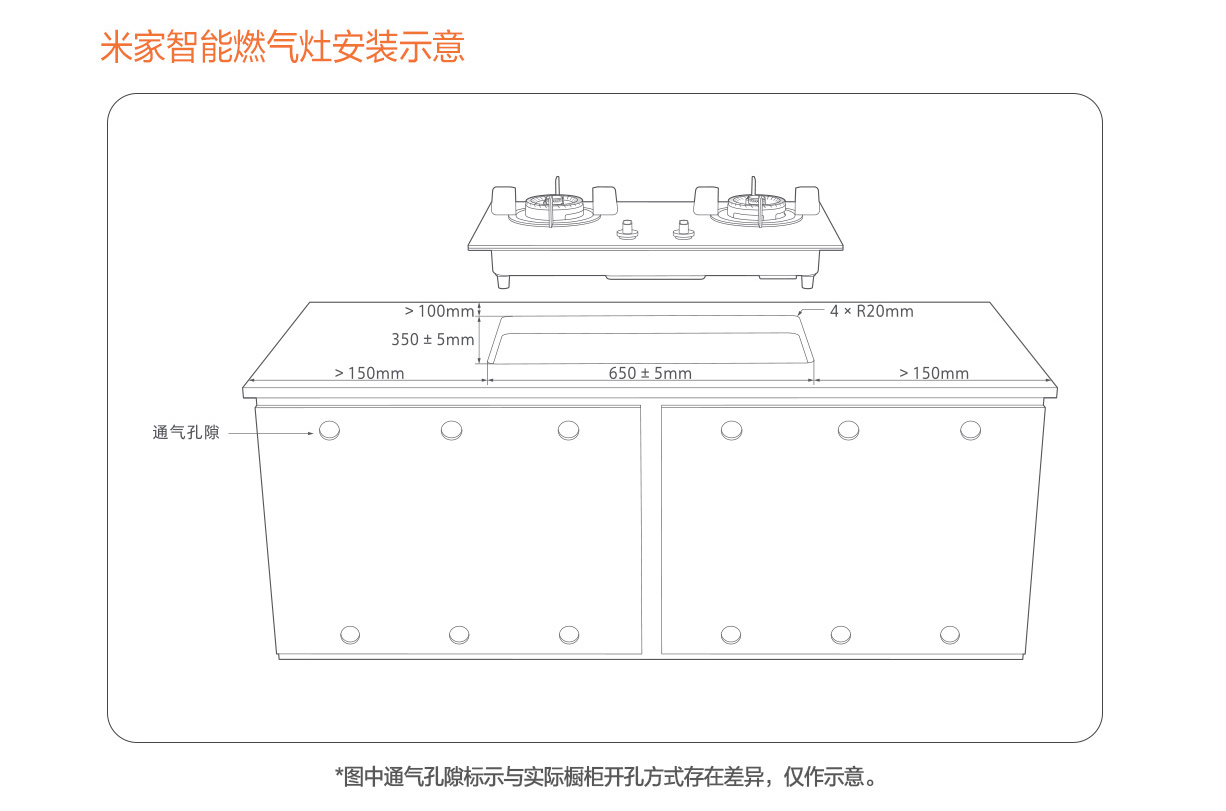 米家智能燃气灶安装示意
> 100mm
4 × R20mm
350 ± 5mm
> 150mm
650 ± 5mm
> 150mm
通气孔隙
*图中通气孔隙标示与实际橱柜开孔方式存在差异，仅作示意。